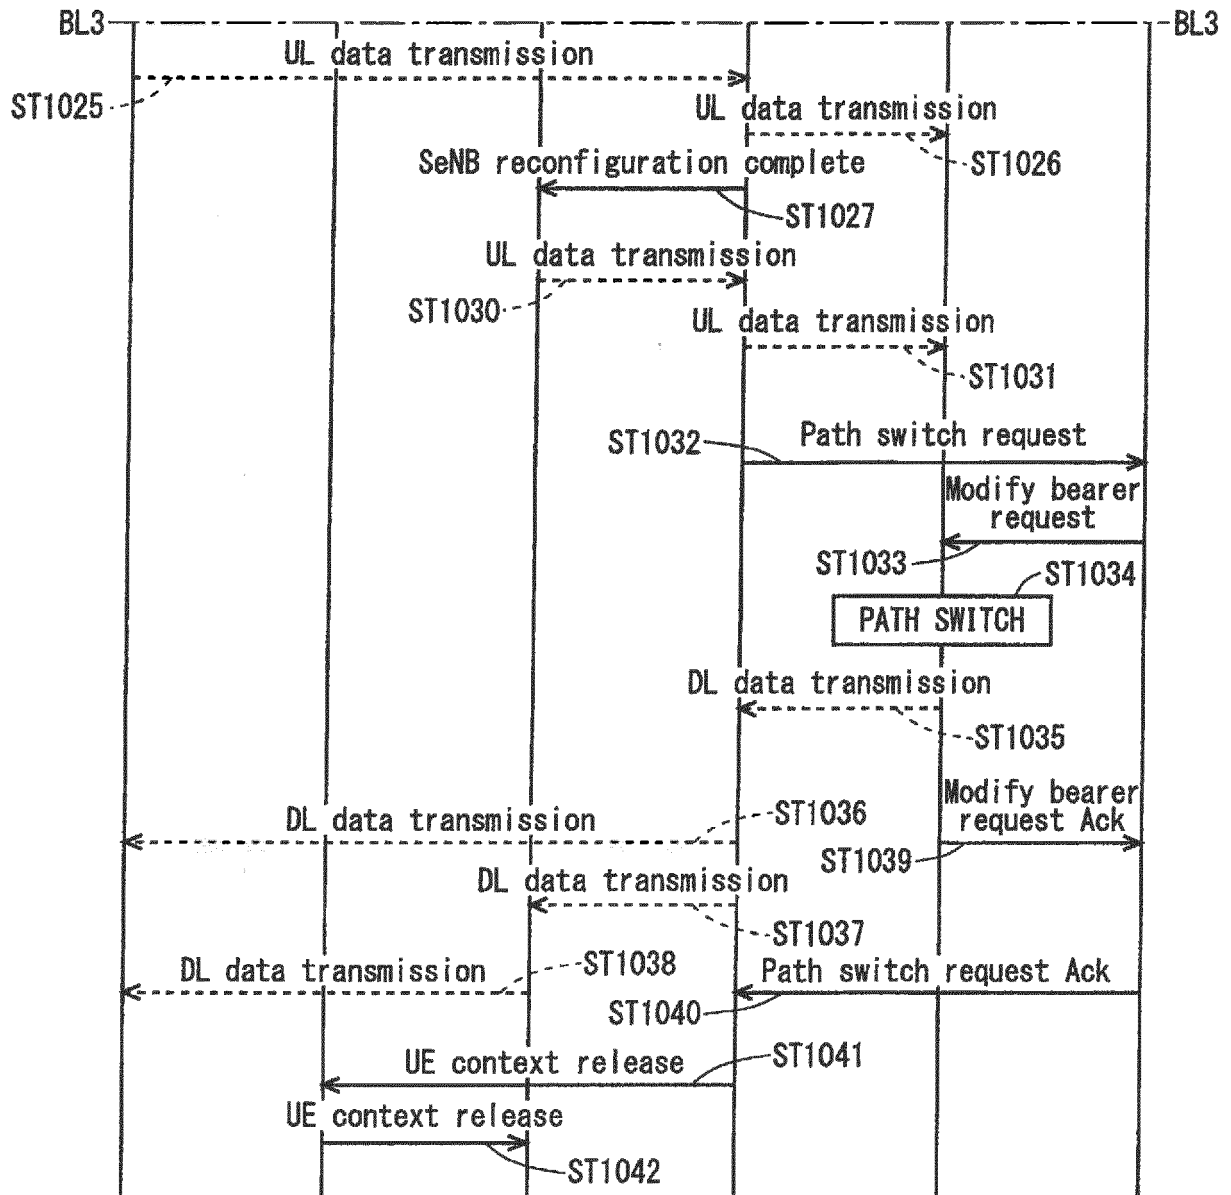 BL3
BL3
UL data transmission
ST1025
UL data transmission
ST1026
SeNB reconfiguration complete
ST1027
UL data transmission
ST1030
UL data transmission
ST1031
Path switch request
ST1032
Modify bearer
request
ST1033
ST1034
PATH SWITCH
DL data transmission
ST1035
Modify bearer
request Ack
ST1036
DL data transmission
ST1039
DL data transmission
ST1037
ST1038
DL data transmission
Path switch request Ack
ST1040
ST1041
UE context release
UE context release
ST1042